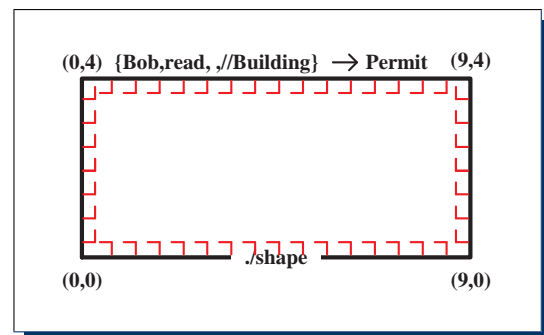 (0,4) {Bob,read, ,//Building} → Permit (9,4)
./shape
(0,0) (9,0)